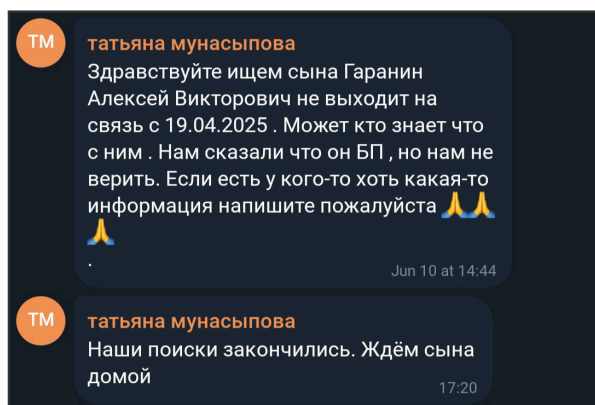 ТМ
татьяна мунасыпова
Здравствуйте ищем сына Гаранин
Алексей Викторович не выходит на
связь с 19.04.2025 . Может кто знает что
с ним . Нам сказали что он БП , но нам не
верить. Если есть у кого-то хоть какая-то
информация напишите пожалуйста 🙏🙏
🙏
.
Jun 10 at 14:44
ТМ
татьяна мунасыпова
Наши поиски закончились. Ждём сына
домой
17:20